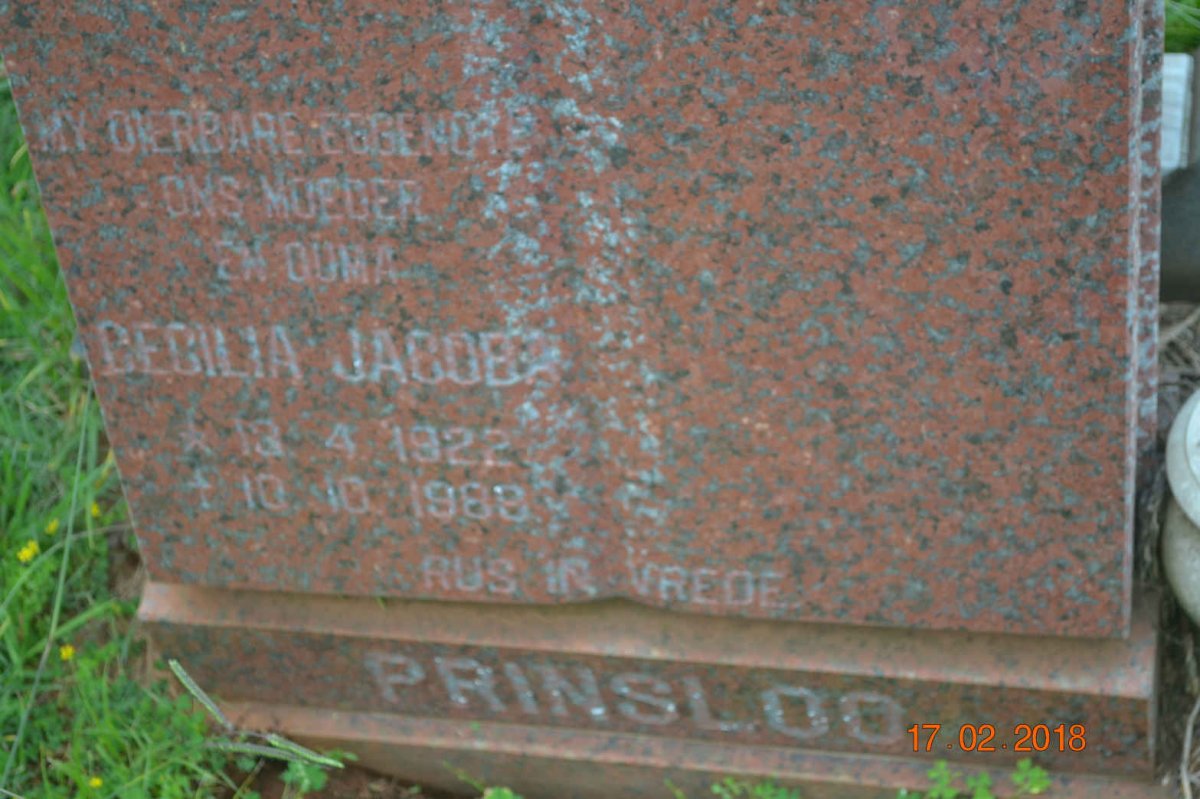 MY DIERBARE EGGENOTE
ONS MOEDER
EN OUMA
CECILIA JACOBA
* 13 4 1922
† 10 10 1988
RUS IN VREDE
PRINSLOO
17.02.2018